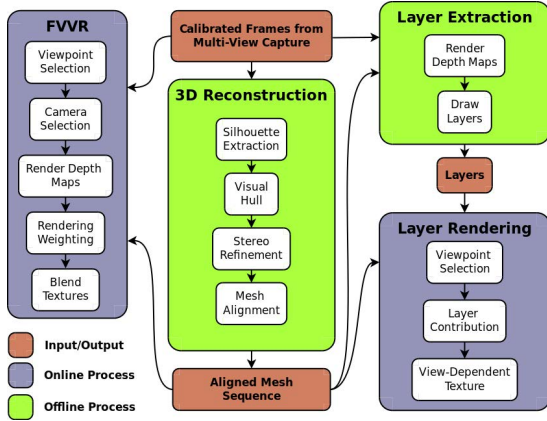 FVVR
Viewpoint
Selection
Camera
Selection
Render Depth
Maps
Rendering
Weighting
Blend
Textures
Calibrated Frames from
Multi-View Capture
3D Reconstruction
Silhouette
Extraction
Visual
Hull
Stereo
Refinement
Mesh
Alignment
Aligned Mesh
Sequence
Layer Extraction
Render
Depth Maps
Draw
Layers
Layers
Layer Rendering
Viewpoint
Selection
Layer
Contribution
View-Dependent
Texture
Input/Output
Online Process
Offline Process